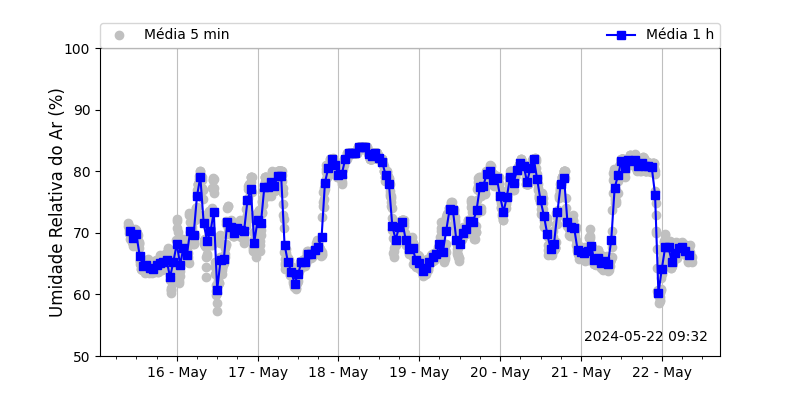 Média 5 min
Média 1 h
Umidade Relativa do Ar (%)
100
90
80
70
60
50
2024-05-22 09:32
16 - May
17 - May
18 - May
19 - May
20 - May
21 - May
22 - May